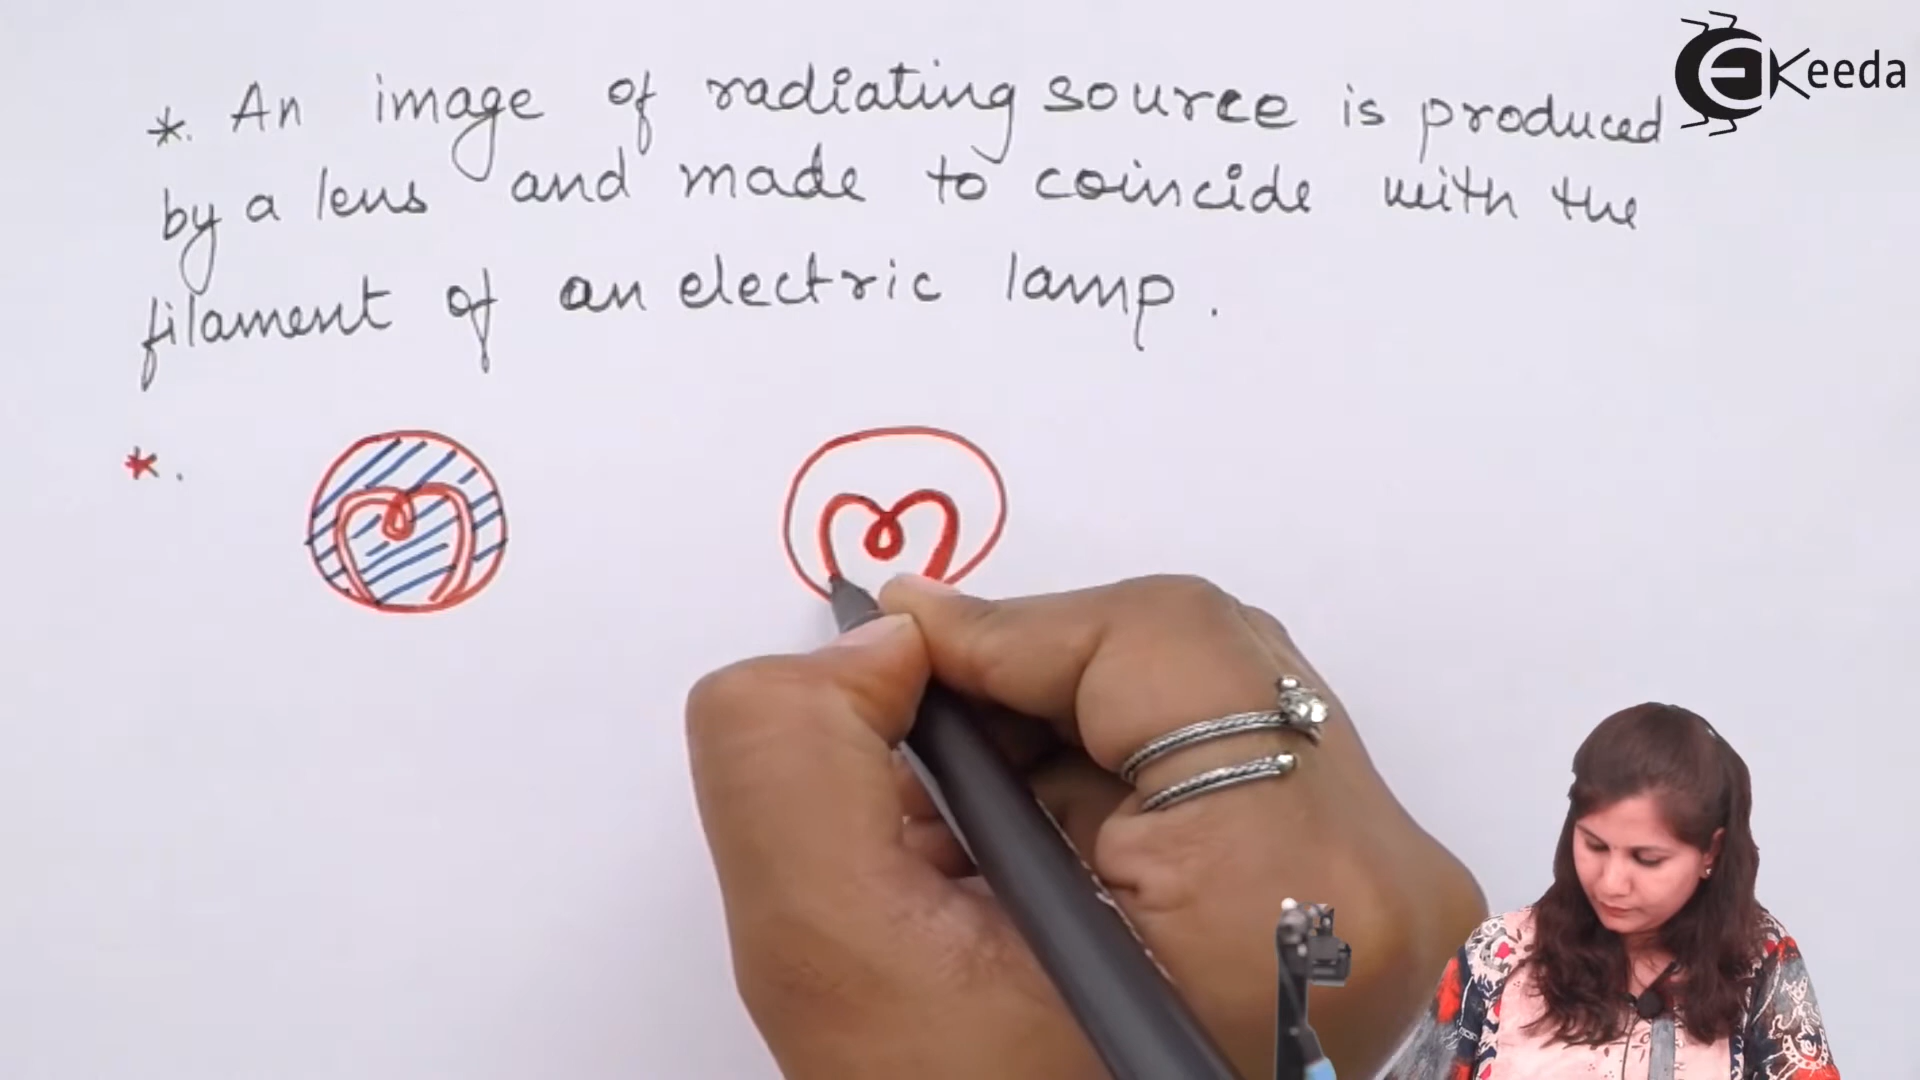 EKeeda
*. An image of radiating source is produced
by a lens and made to coincide with the
filament of an electric lamp.
*.